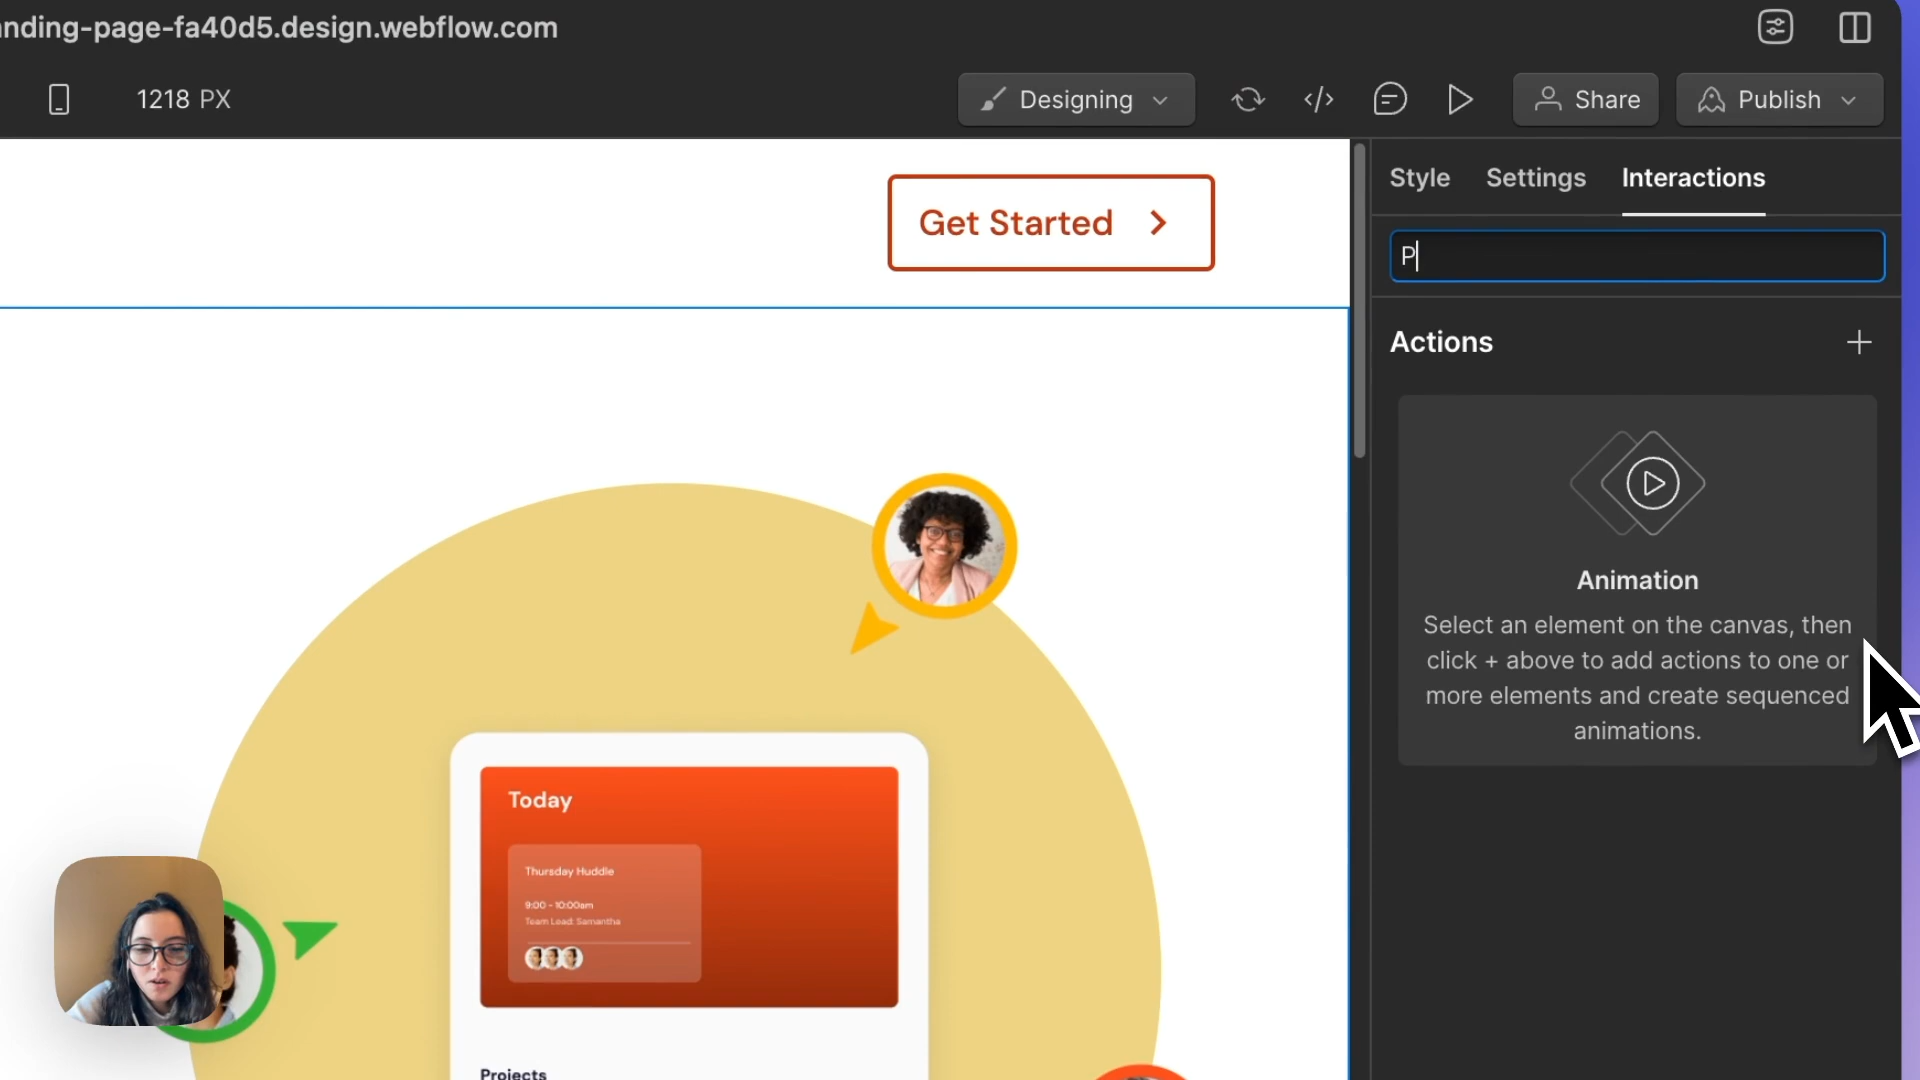 nding-page-fa40d5.design.webflow.com
1218 PX
Designing
Share
Publish
Style
Settings
Interactions
Get Started
P
Actions
Animation
Select an element on the canvas, then
click + above to add actions to one or
more elements and create sequenced
animations.
Today
Thursday Huddle
9:00 - 10:00am
Team Lead: Samantha
Projects